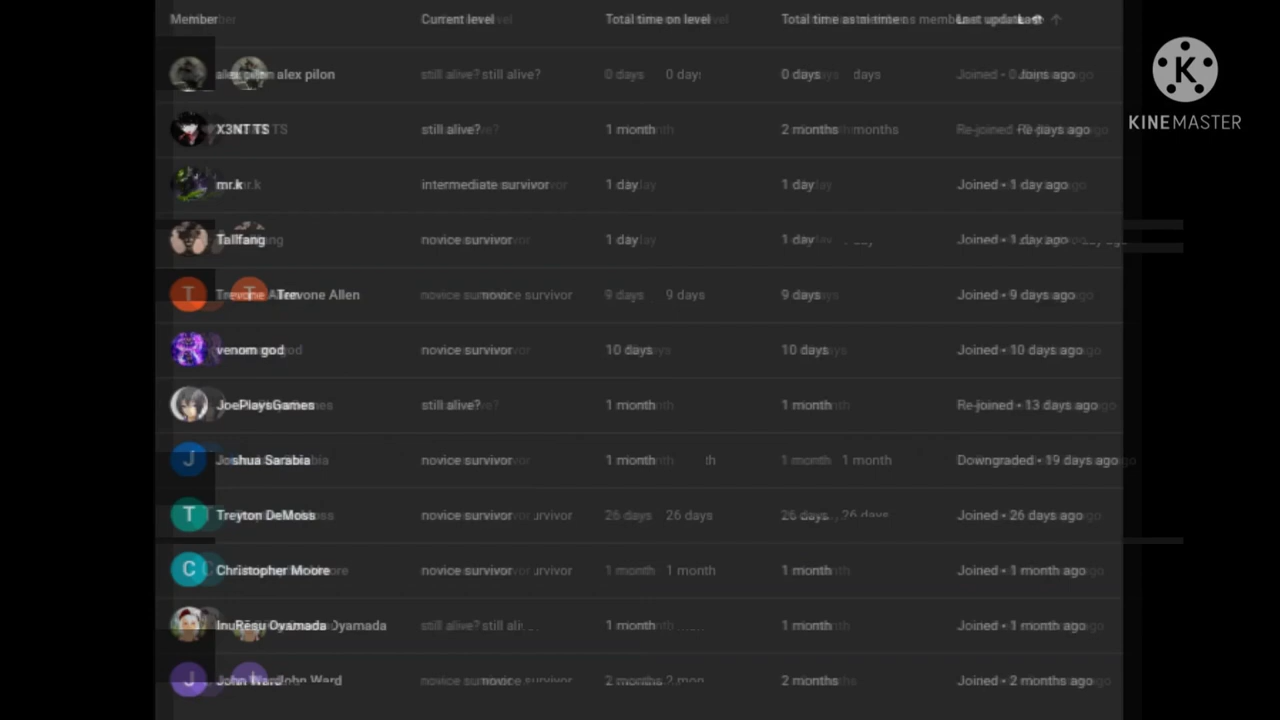 Member Current level Total time on level Total time as member Last update
alex pilon still alive? 0 days 0 days Joined • 0 days ago
X3NT TS still alive? 1 month 2 months Re-joined • days ago
mr.k intermediate survivor 1 day 1 day Joined • 1 day ago
Tallfang novice survivor 1 day 1 day Joined • 1 day ago
Trevone Allen novice survivor 9 days 9 days Joined • 9 days ago
venom god novice survivor 10 days 10 days Joined • 10 days ago
JoePlaysGames still alive? 1 month 1 month Re-joined • 13 days ago
Joshua Sarabia novice survivor 1 month 1 month Downgraded • 19 days ago
Treyton DeMoss novice survivor 26 days 26 days Joined • 26 days ago
Christopher Moore novice survivor 1 month 1 month Joined • 1 month ago
InuRēsu Oyamada still alive? 1 month 1 month Joined • 1 month ago
John Ward novice survivor 2 months 2 months Joined • 2 months ago
K
KINEMASTER
T
J
T
C
J